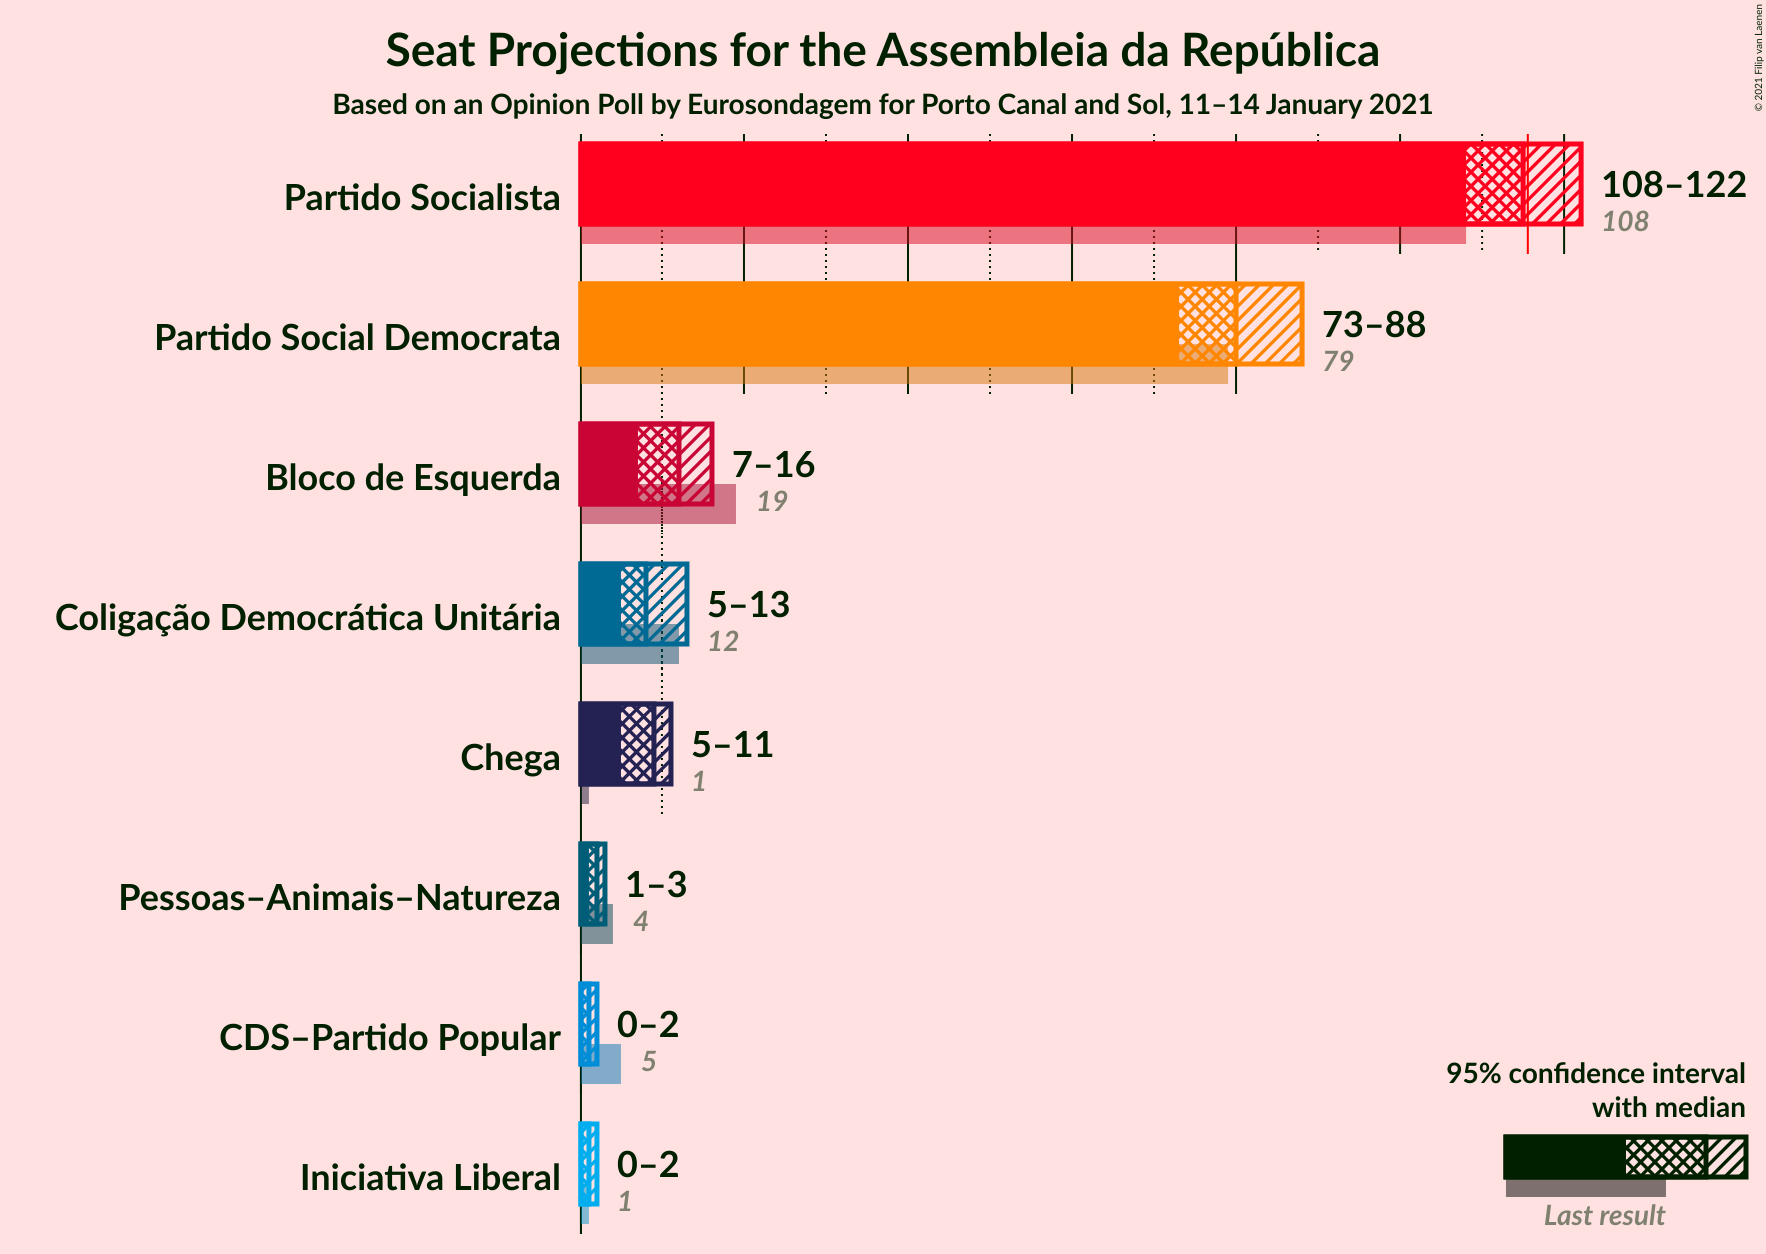 Seat Projections for the Assembleia da República
Based on an Opinion Poll by Eurosondagem for Porto Canal and Sol, 11–14 January 2021
© 2021 Filip van Laenen
Partido Socialista
108–122
108
Partido Social Democrata
73–88
79
Bloco de Esquerda
7–16
19
Coligação Democrática Unitária
5–13
12
Chega
5–11
1
Pessoas–Animais–Natureza
1–3
4
CDS–Partido Popular
0–2
5
Iniciativa Liberal
0–2
1
95% confidence interval
with median
Last result